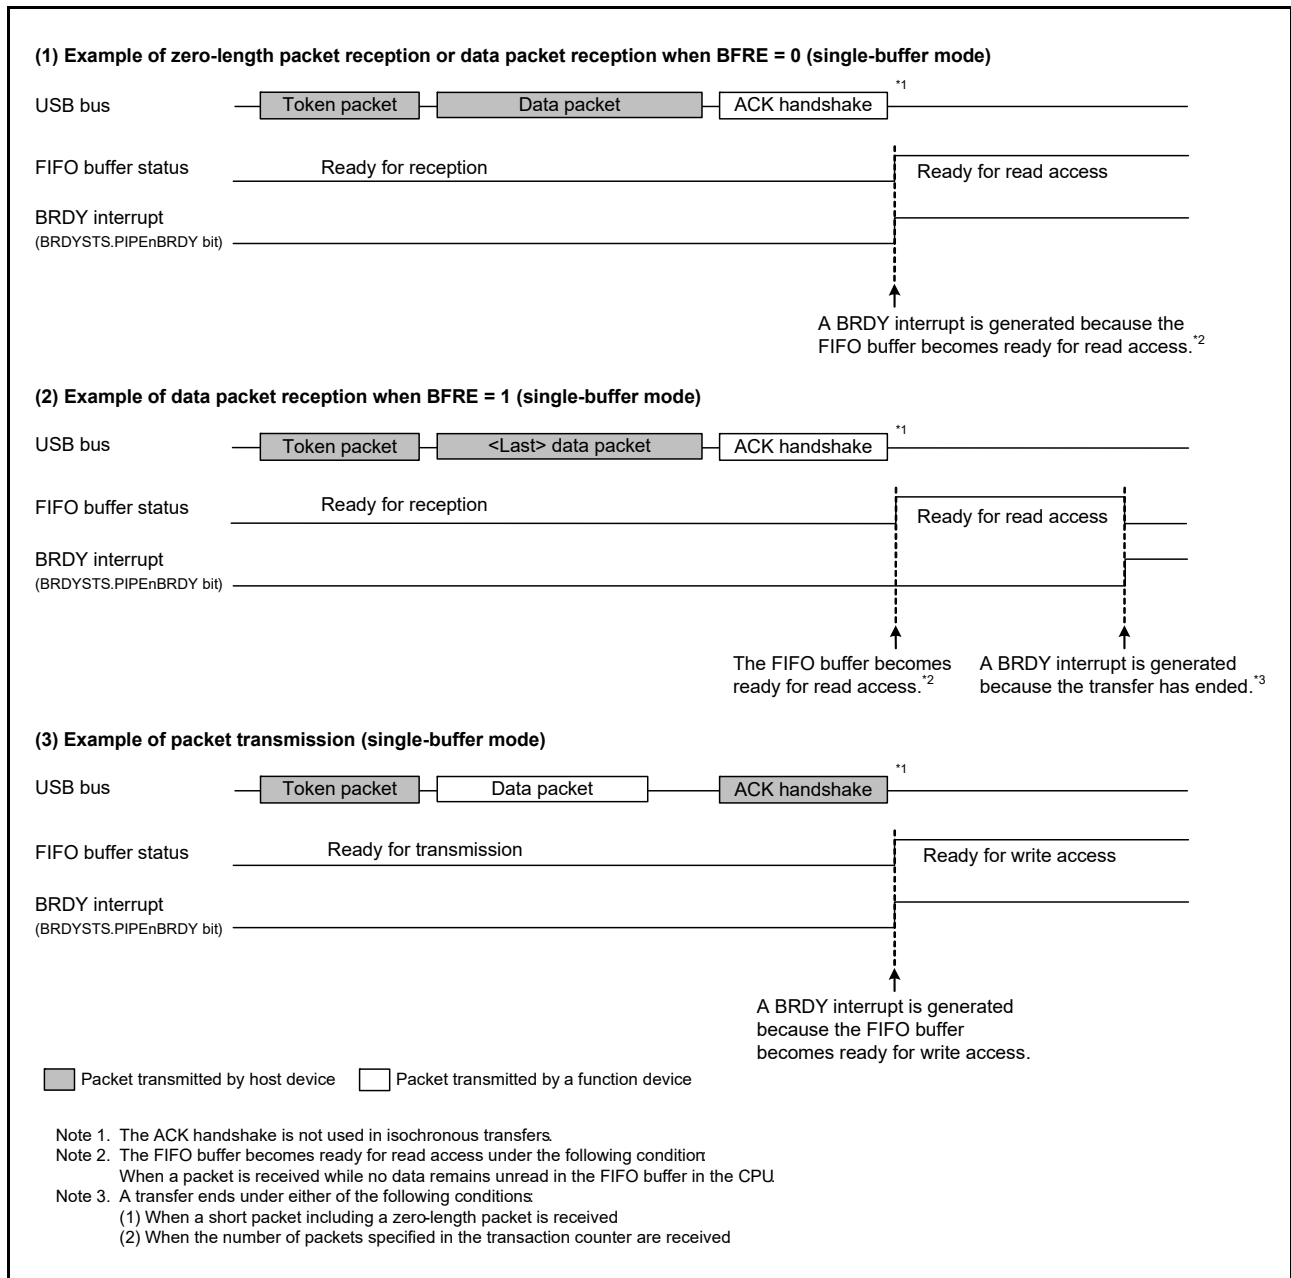 (1) Example of zero-length packet reception or data packet reception when BFRE = 0 (single-buffer mode)
USB bus Token packet Data packet ACK handshake *1
FIFO buffer status Ready for reception Ready for read access
BRDY interrupt
(BRDYSTS.PIPEnBRDY bit)
A BRDY interrupt is generated because the
FIFO buffer becomes ready for read access.*2
(2) Example of data packet reception when BFRE = 1 (single-buffer mode)
USB bus Token packet <Last> data packet ACK handshake *1
FIFO buffer status Ready for reception Ready for read access
BRDY interrupt
(BRDYSTS.PIPEnBRDY bit)
The FIFO buffer becomes
ready for read access.*2
A BRDY interrupt is generated
because the transfer has ended.*3
(3) Example of packet transmission (single-buffer mode)
USB bus Token packet Data packet ACK handshake *1
FIFO buffer status Ready for transmission Ready for write access
BRDY interrupt
(BRDYSTS.PIPEnBRDY bit)
A BRDY interrupt is generated
because the FIFO buffer
becomes ready for write access.
Packet transmitted by host device Packet transmitted by a function device
Note 1. The ACK handshake is not used in isochronous transfers.
Note 2. The FIFO buffer becomes ready for read access under the following condition:
When a packet is received while no data remains unread in the FIFO buffer in the CPU.
Note 3. A transfer ends under either of the following conditions:
(1) When a short packet including a zero-length packet is received
(2) When the number of packets specified in the transaction counter are received